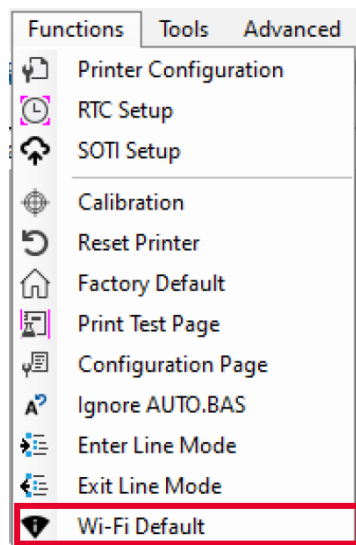 Functions Tools Advanced
Printer Configuration
RTC Setup
SOTI Setup
Calibration
Reset Printer
Factory Default
Print Test Page
Configuration Page
Ignore AUTO.BAS
Enter Line Mode
Exit Line Mode
Wi-Fi Default